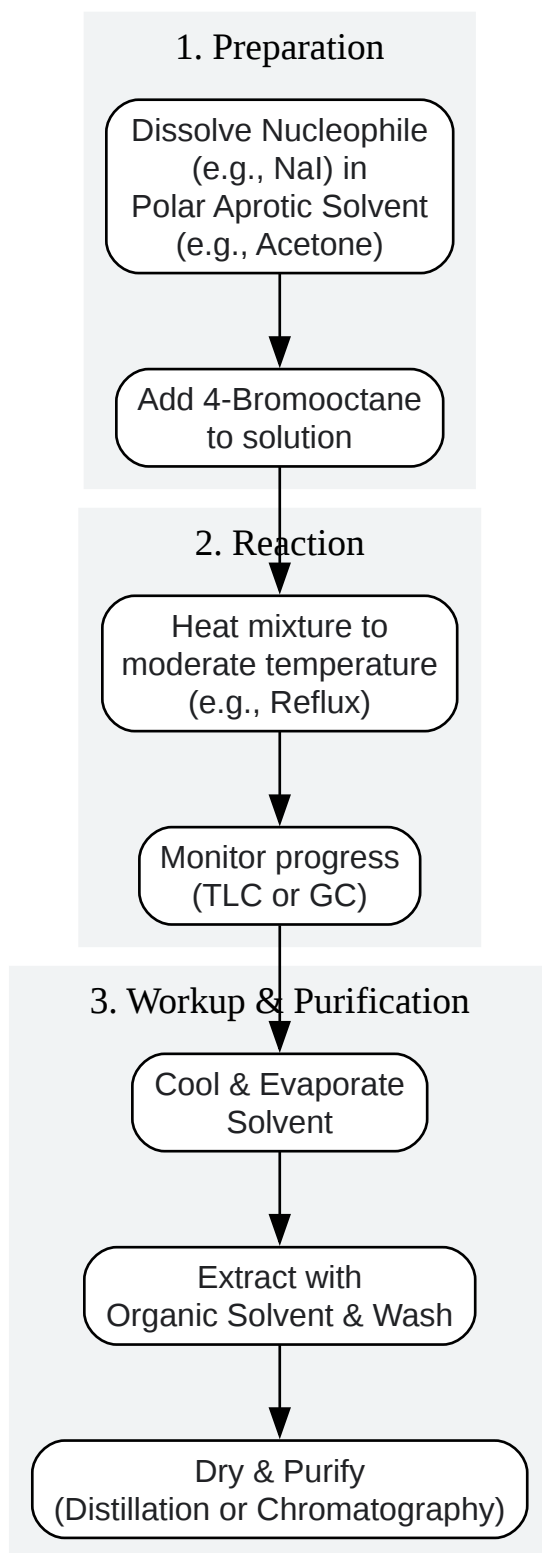 1. Preparation
Dissolve Nucleophile
(e.g., NaI) in
Polar Aprotic Solvent
(e.g., Acetone)
Add 4-Bromooctane
to solution
2. Reaction
Heat mixture to
moderate temperature
(e.g., Reflux)
Monitor progress
(TLC or GC)
3. Workup & Purification
Cool & Evaporate
Solvent
Extract with
Organic Solvent & Wash
Dry & Purify
(Distillation or Chromatography)